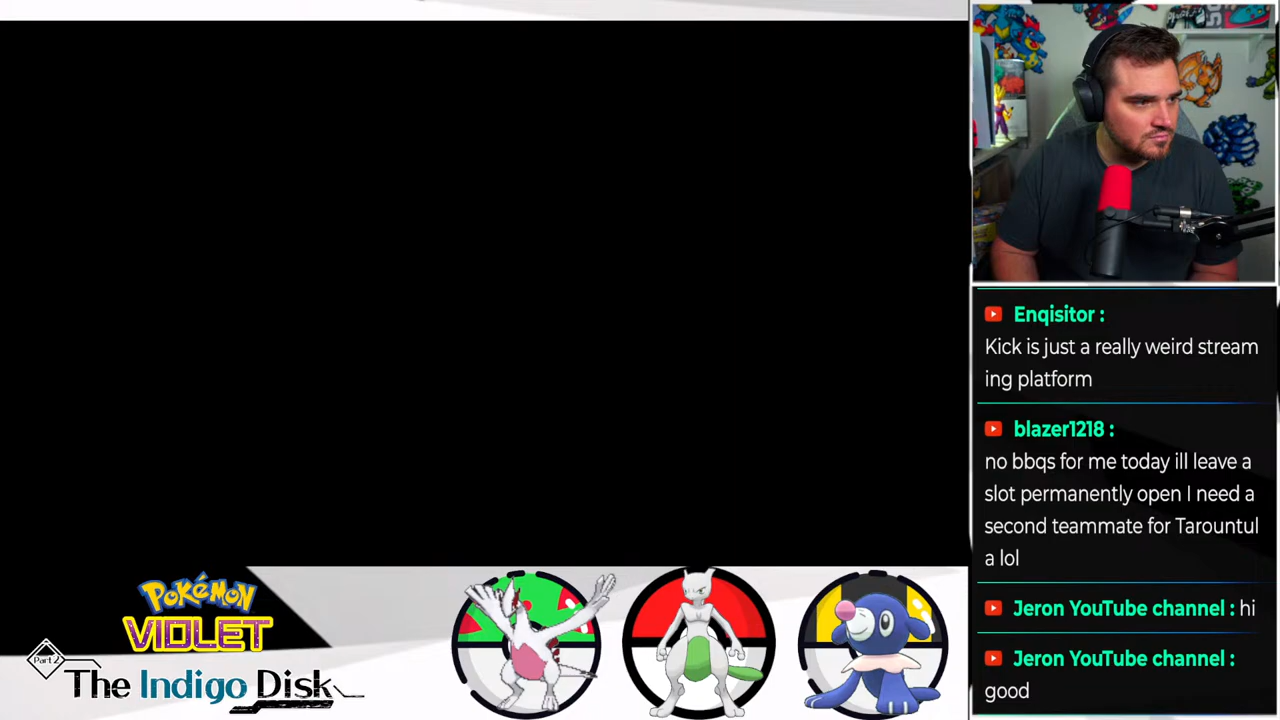 Enqisitor :
Kick is just a really weird stream
ing platform
blazer1218 :
no bbqs for me today ill leave a
slot permanently open I need a
second teammate for Tarountul
a lol
Jeron YouTube channel : hi
Jeron YouTube channel :
good
POKéMON
VIOLET
Part 2
The Indigo Disk